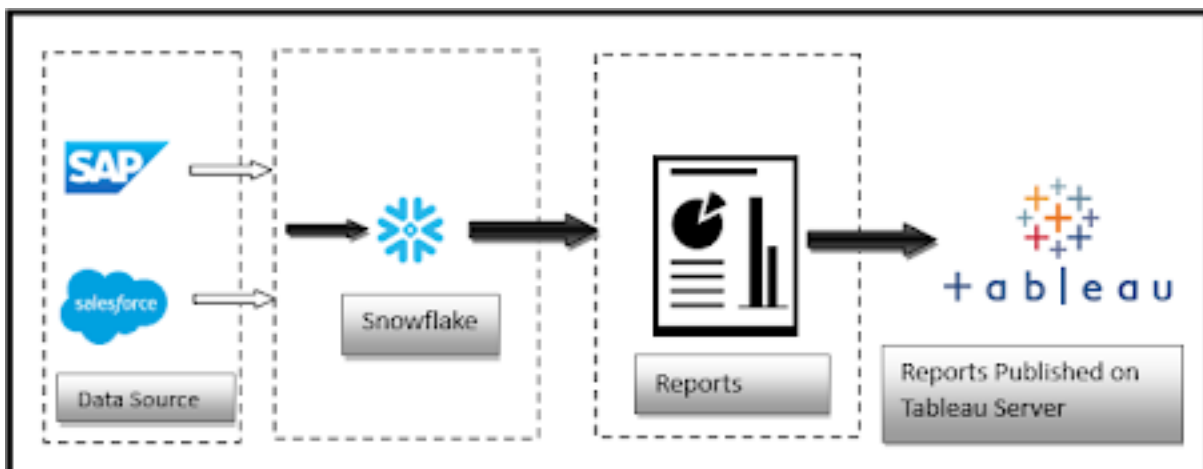 SAP
salesforce
Data Source
Snowflake
Reports
tableau
Reports Published on
Tableau Server